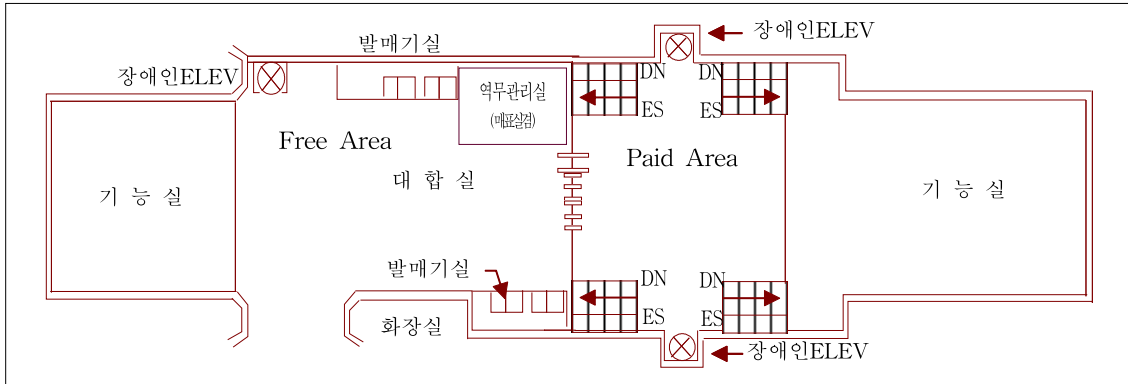 발매기실
장애인ELEV
장애인ELEV
역무관리실
(매표실겸)
DN
DN
ES
ES
Free Area
Paid Area
대 합 실
기 능 실
기 능 실
발매기실
DN
DN
화장실
ES
ES
장애인ELEV